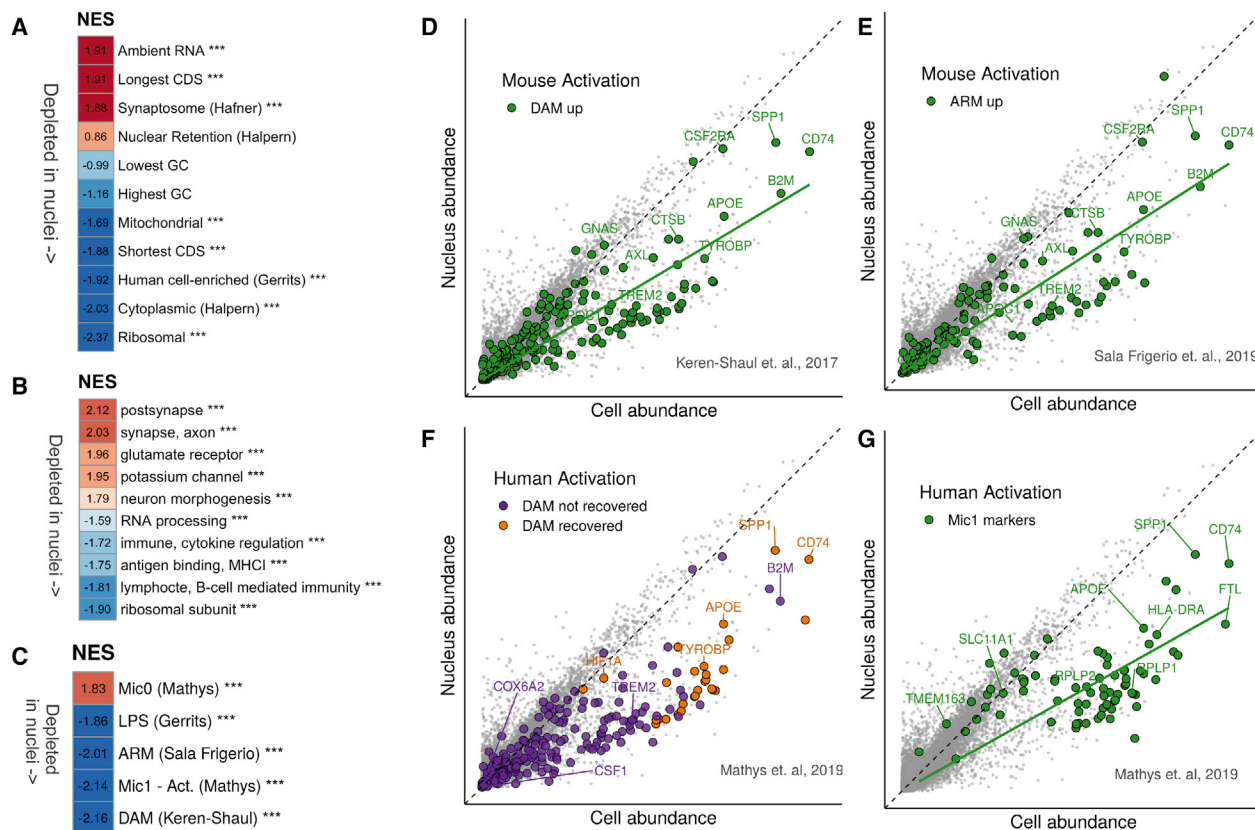 A
NES
Depleted in nuclei ->
1.91 Ambient RNA ***
1.91 Longest CDS ***
1.88 Synaptosome (Hafner) ***
0.86 Nuclear Retention (Halpern)
-0.99 Lowest GC
-1.16 Highest GC
-1.69 Mitochondrial ***
-1.88 Shortest CDS ***
-1.92 Human cell-enriched (Gerrits) ***
-2.03 Cytoplasmic (Halpern) ***
-2.37 Ribosomal ***
B
NES
Depleted in nuclei ->
2.12 postsynapse ***
2.03 synapse, axon ***
1.96 glutamate receptor ***
1.95 potassium channel ***
1.79 neuron morphogenesis ***
-1.59 RNA processing ***
-1.72 immune, cytokine regulation ***
-1.75 antigen binding, MHCI ***
-1.81 lymphocte, B-cell mediated immunity ***
-1.90 ribosomal subunit ***
C
NES
Depleted
in nuclei ->
1.83 Mic0 (Mathys) ***
-1.86 LPS (Gerrits) ***
-2.01 ARM (Sala Frigerio) ***
-2.14 Mic1 - Act. (Mathys) ***
-2.16 DAM (Keren-Shaul) ***
D
Mouse Activation
DAM up
SPP1
CSF2RA
CD74
B2M
APOE
CTSB
GNAS
TYROBP
AXL
TREM2
APOC1
Keren-Shaul et. al., 2017
Nucleus abundance
Cell abundance
E
Mouse Activation
ARM up
SPP1
CSF2RA
CD74
B2M
APOE
CTSB
GNAS
TYROBP
AXL
TREM2
APOC1
Sala Frigerio et. al., 2019
Nucleus abundance
Cell abundance
F
Human Activation
DAM not recovered
DAM recovered
SPP1
CD74
B2M
APOE
TYROBP
HIF1A
COX6A2
TREM2
CSF1
Mathys et. al, 2019
Nucleus abundance
Cell abundance
G
Human Activation
Mic1 markers
SPP1
CD74
APOE
FTL
HLA-DRA
SLC11A1
RPLP1
RPLP2
TMEM163
Mathys et. al, 2019
Nucleus abundance
Cell abundance